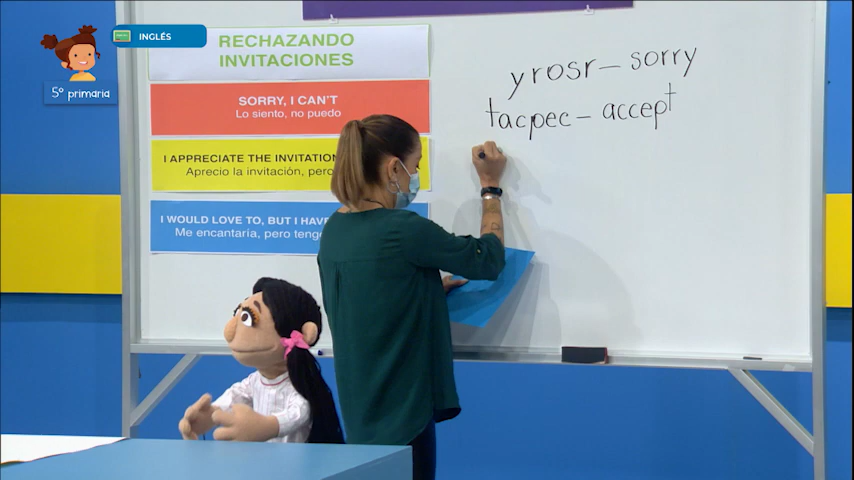 INGLÉS
5º primaria
RECHAZANDO
INVITACIONES
SORRY, I CAN'T
Lo siento, no puedo
I APPRECIATE THE INVITATION
Aprecio la invitación, pero
I WOULD LOVE TO, BUT I HAVE
Me encantaría, pero tengo
yrosr – sorry
tacpec – accept